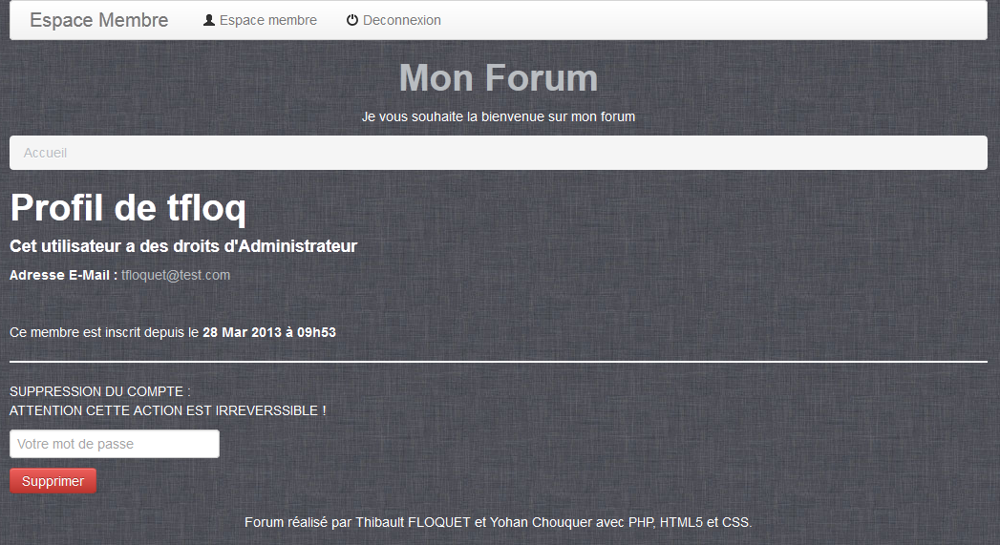 Espace Membre Espace membre Deconnexion
Mon Forum
Je vous souhaite la bienvenue sur mon forum
Accueil
Profil de tfloq
Cet utilisateur a des droits d'Administrateur
Adresse E-Mail : tfloquet@test.com
Ce membre est inscrit depuis le 28 Mar 2013 à 09h53
SUPPRESSION DU COMPTE :
ATTENTION CETTE ACTION EST IRREVERSSIBLE !
Votre mot de passe
Supprimer
Forum réalisé par Thibault FLOQUET et Yohan Chouquer avec PHP, HTML5 et CSS.